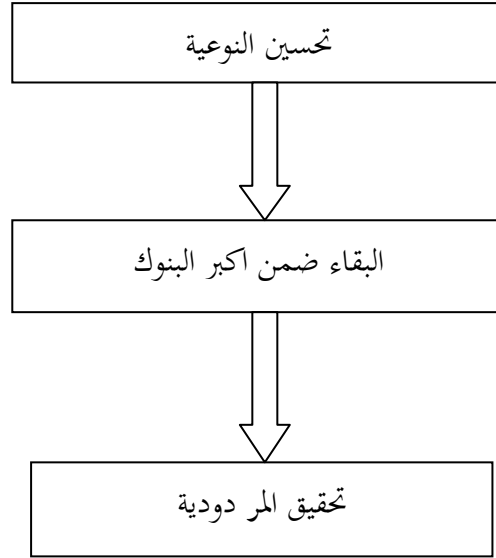 تحسين النوعية
البقاء ضمن اكبر البنوك
تحقيق المر دودية